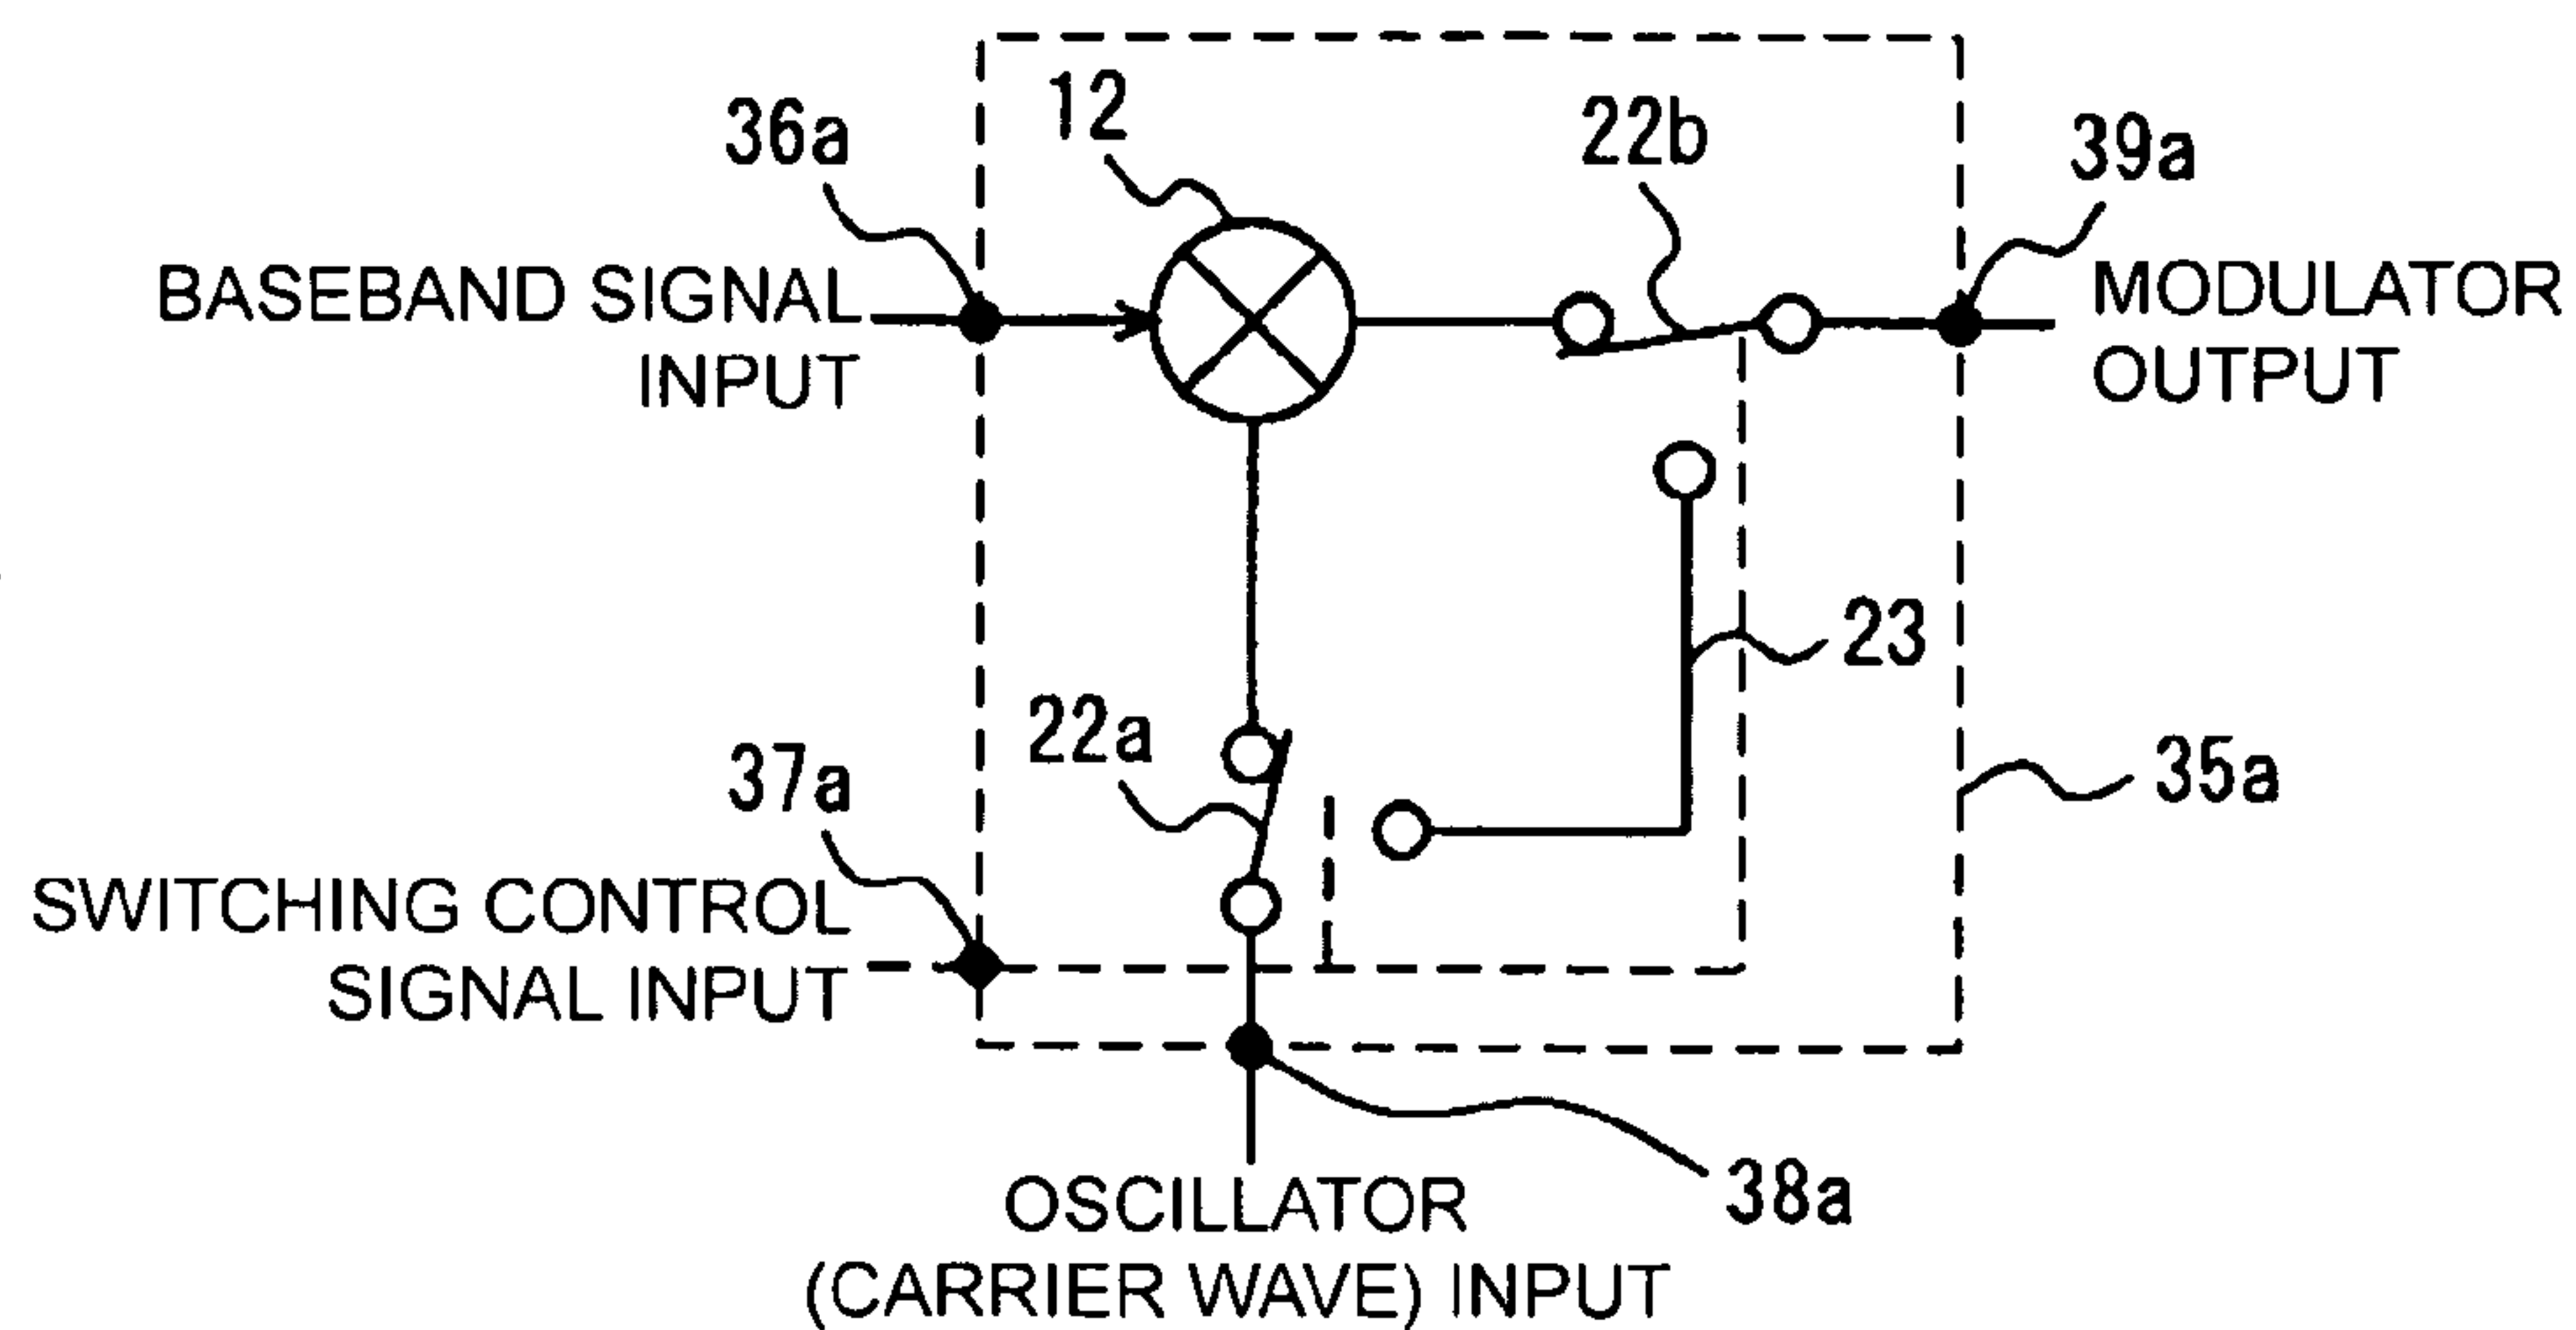 12
22b
36a
39a
BASEBAND SIGNAL
INPUT
MODULATOR
OUTPUT
23
22a
37a
35a
SWITCHING CONTROL
SIGNAL INPUT
38a
OSCILLATOR
(CARRIER WAVE) INPUT